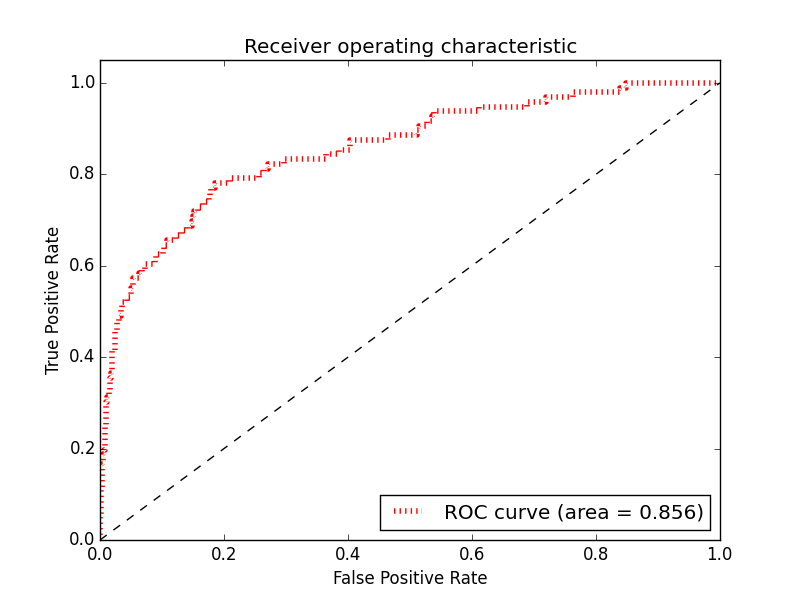 Receiver operating characteristic
True Positive Rate
1.0
0.8
0.6
0.4
0.2
0.0
0.0 0.2 0.4 0.6 0.8 1.0
False Positive Rate
ROC curve (area = 0.856)